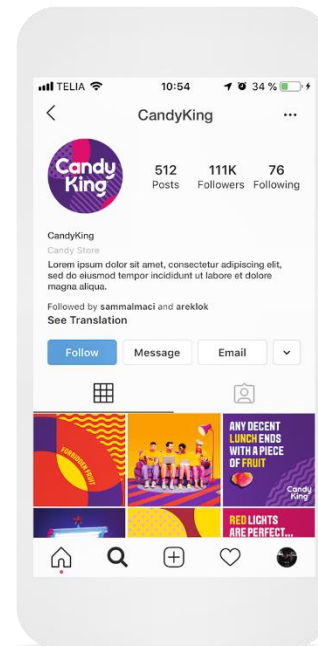 TELIA 10:54 34 %
CandyKing
Candy
King
512 111K 76
Posts Followers Following
CandyKing
Candy Store
Lorem ipsum dolor sit amet, consectetur adipiscing elit,
sed do eiusmod tempor incididunt ut labore et dolore
magna aliqua.
Followed by sammalmaci and areklok
See Translation
Follow Message Email
FORBIDDEN FRUIT
ANY DECENT
LUNCH ENDS
WITH A PIECE
OF FRUIT
Candy
King
RED LIGHTS
ARE PERFECT...